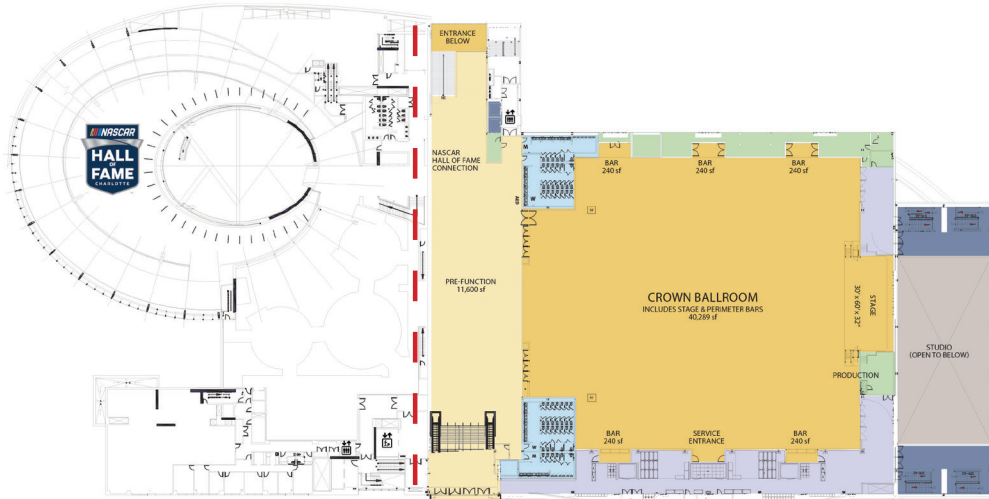 ENTRANCE
BELOW
NASCAR
HALL
OF
FAME
CHARLOTTE
NASCAR
HALL OF FAME
CONNECTION
M
W
AED
BAR
240 sf
BAR
240 sf
BAR
240 sf
PRE-FUNCTION
11,600 sf
CROWN BALLROOM
INCLUDES STAGE & PERIMETER BARS
40,289 sf
STAGE
30' x 60' x 32"
STUDIO
(OPEN TO BELOW)
PRODUCTION
BAR
240 sf
SERVICE
ENTRANCE
BAR
240 sf
W